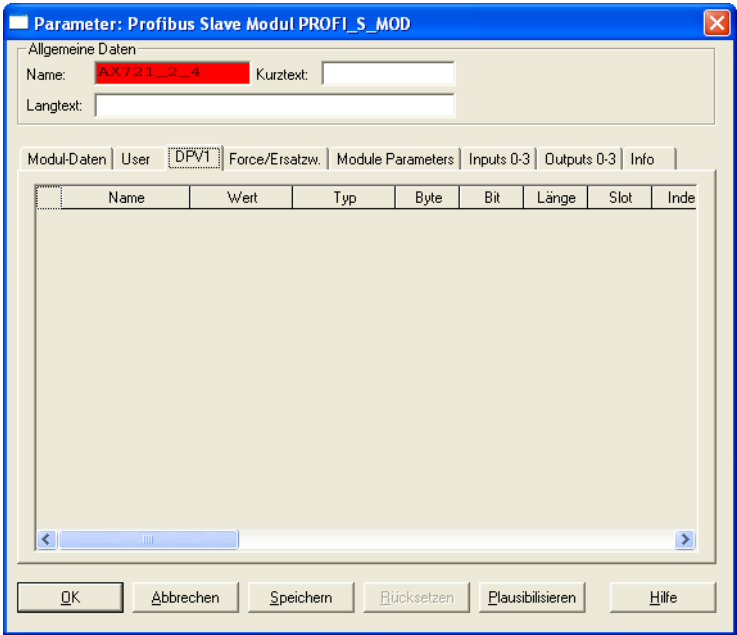 Parameter: Profibus Slave Modul PROFI_S_MOD
Allgemeine Daten
Name: AX721_2_4 Kurztext:
Langtext:
Modul-Daten User DPV1 Force/Ersatzw. Module Parameters Inputs 0-3 Outputs 0-3 Info
Name Wert Typ Byte Bit Länge Slot Inde
OK Abbrechen Speichern Rücksetzen Plausibilisieren Hilfe